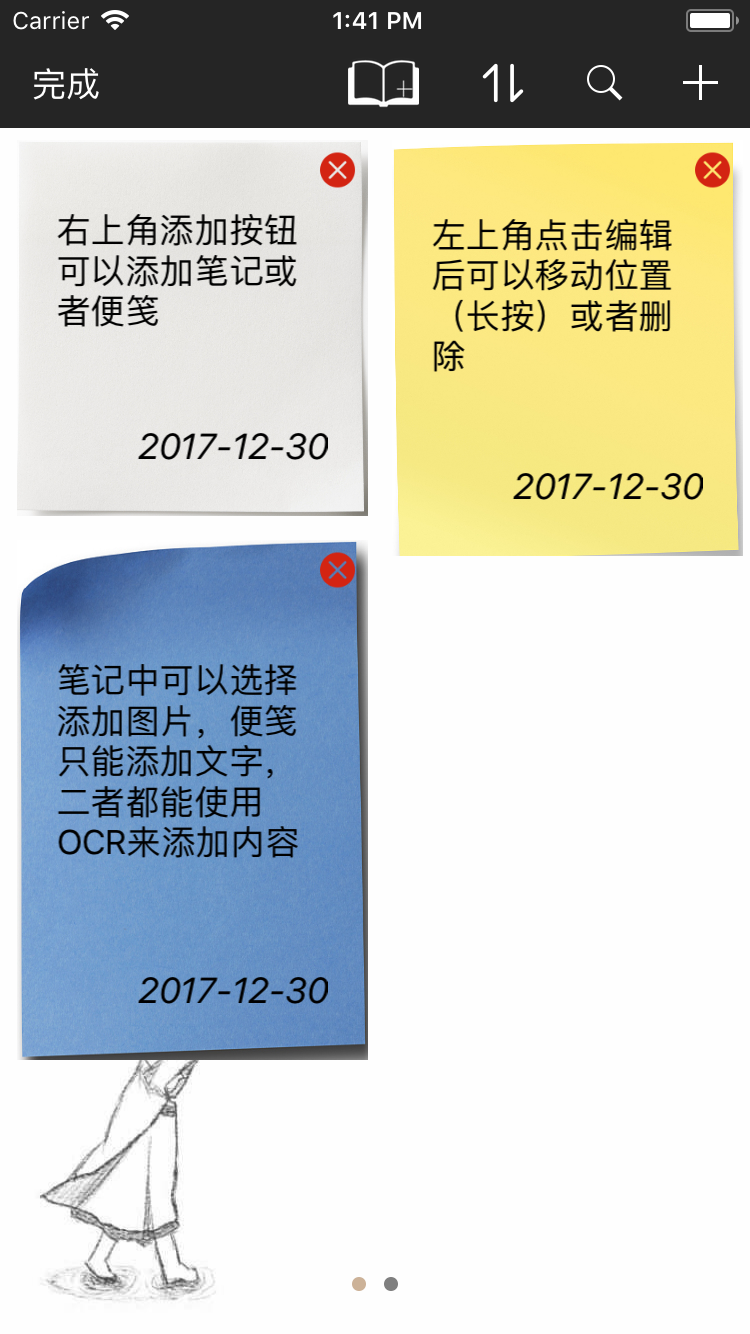 Carrier 1:41 PM
完成
右上角添加按钮
可以添加笔记或
者便笺
2017-12-30
左上角点击编辑
后可以移动位置
（长按）或者删
除
2017-12-30
笔记中可以选择
添加图片，便笺
只能添加文字，
二者都能使用
OCR来添加内容
2017-12-30